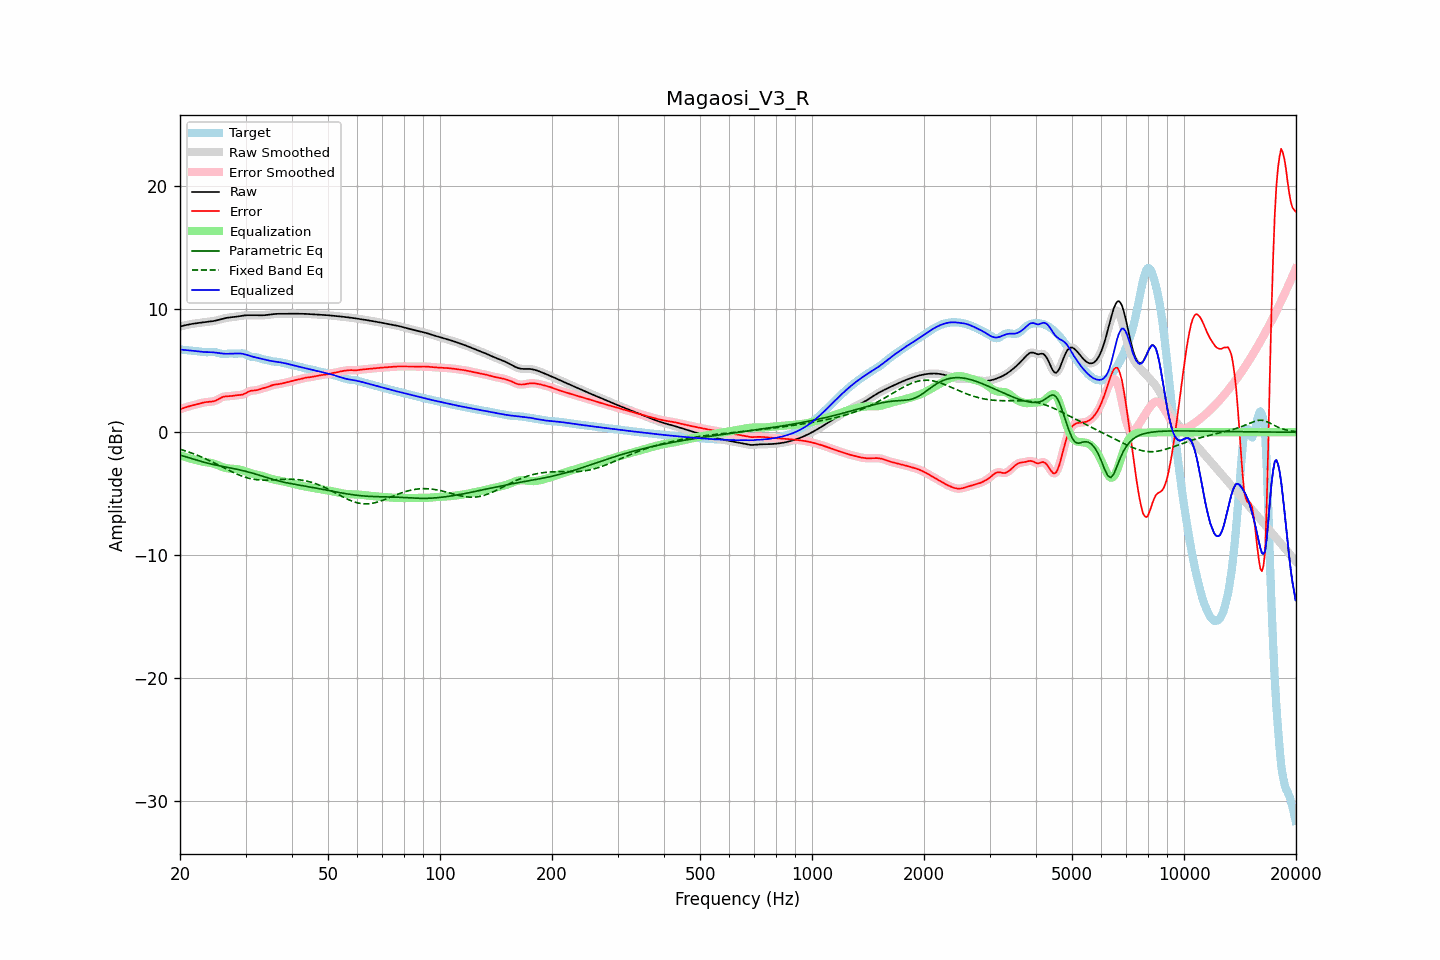 Magaosi_V3_R
Target
Raw Smoothed
Error Smoothed
Raw
Error
Equalization
Parametric Eq
Fixed Band Eq
Equalized
Amplitude (dBr)
20
10
0
−10
−20
−30
20 50 100 200 500 1000 2000 5000 10000 20000
Frequency (Hz)